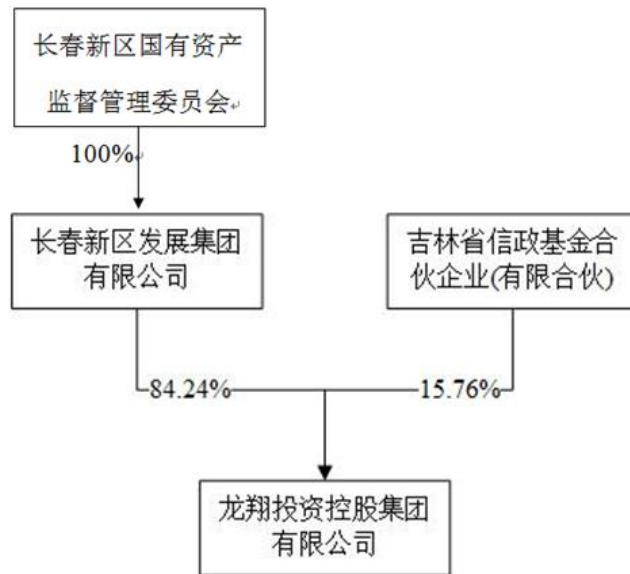 长春新区国有资产
监督管理委员会
100%
长春新区发展集团
有限公司
吉林省信政基金合
伙企业(有限合伙)
84.24%
15.76%
龙翔投资控股集团
有限公司